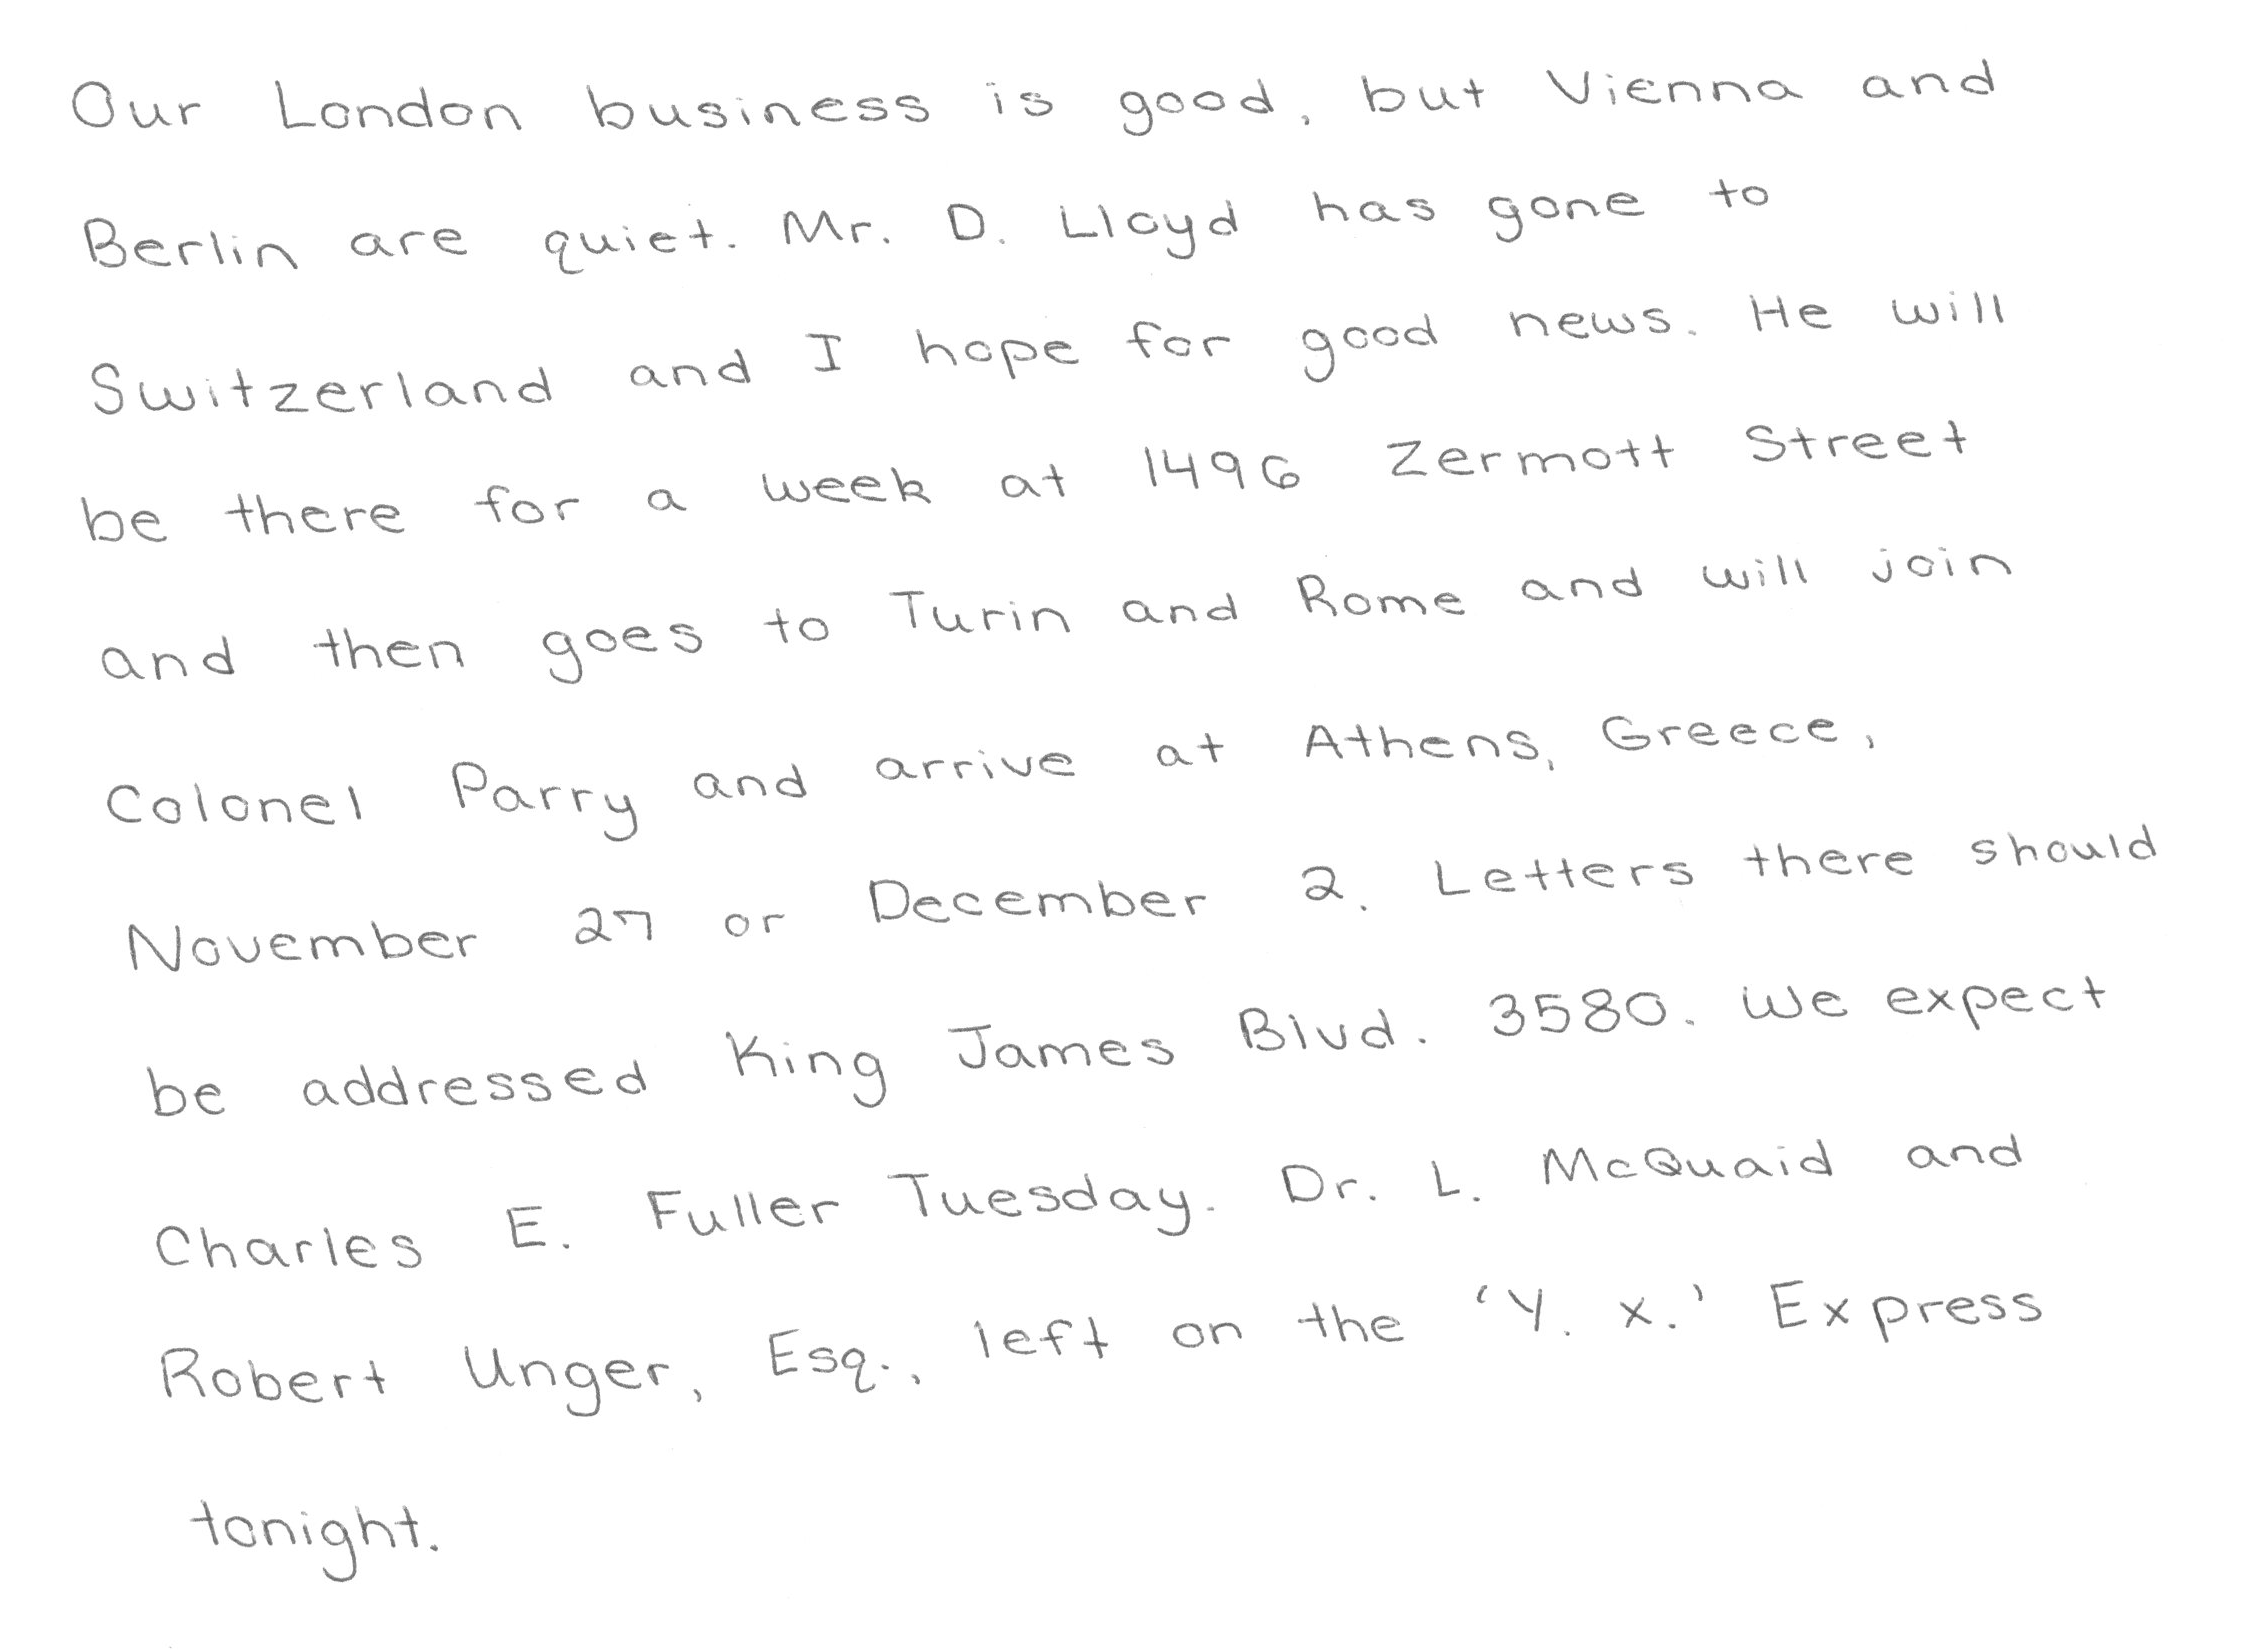 Our London business is good, but Vienna and
Berlin are quiet. Mr. D. Lloyd has gone to
Switzerland and I hope for good news. He will
be there for a week at 1496 Zermott Street
and then goes to Turin and Rome and will join
Colonel Parry and arrive at Athens, Greece,
November 27 or December 2. Letters there should
be addressed King James Blvd. 3580. We expect
Charles E. Fuller Tuesday. Dr. L. McQuaid and
Robert Unger, Esq., left on the 'Y. X.' Express
tonight.